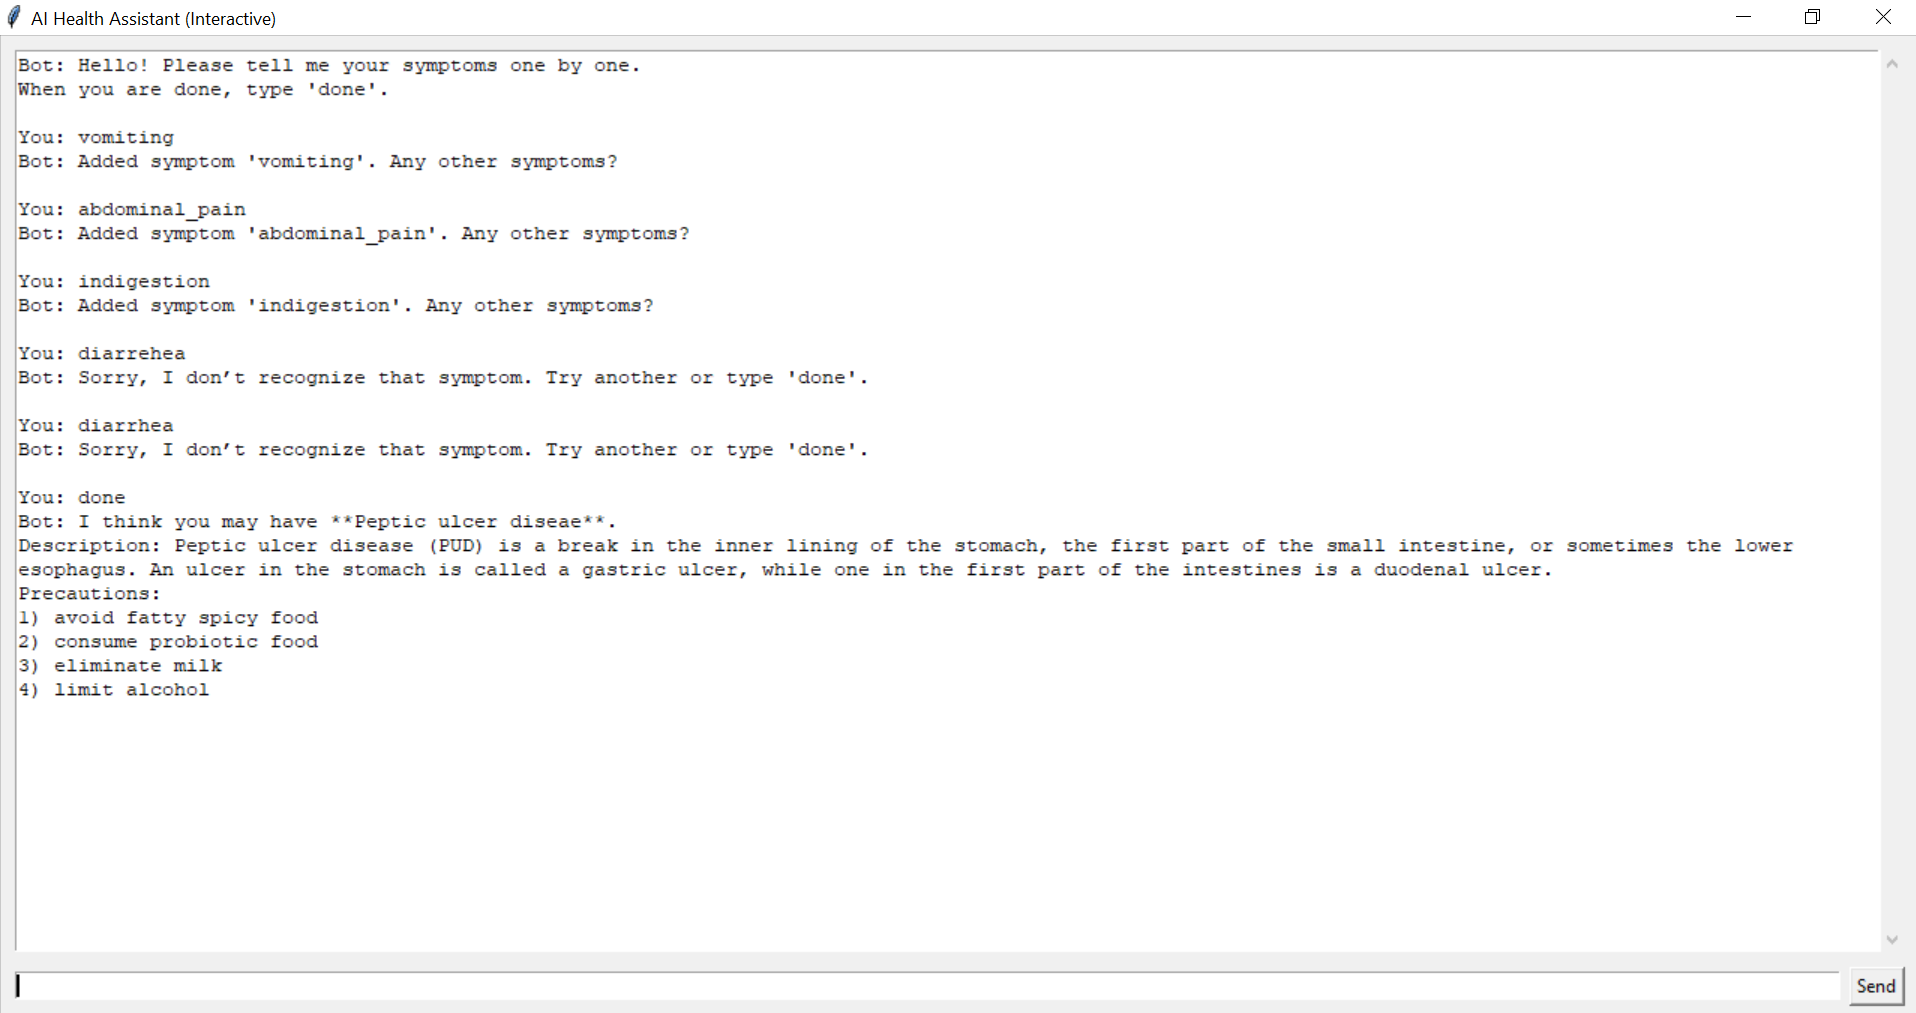 AI Health Assistant (Interactive)
Bot: Hello! Please tell me your symptoms one by one.
When you are done, type 'done'.
You: vomiting
Bot: Added symptom 'vomiting'. Any other symptoms?
You: abdominal_pain
Bot: Added symptom 'abdominal_pain'. Any other symptoms?
You: indigestion
Bot: Added symptom 'indigestion'. Any other symptoms?
You: diarrehea
Bot: Sorry, I don’t recognize that symptom. Try another or type 'done'.
You: diarrhea
Bot: Sorry, I don’t recognize that symptom. Try another or type 'done'.
You: done
Bot: I think you may have **Peptic ulcer diseae**.
Description: Peptic ulcer disease (PUD) is a break in the inner lining of the stomach, the first part of the small intestine, or sometimes the lower
esophagus. An ulcer in the stomach is called a gastric ulcer, while one in the first part of the intestines is a duodenal ulcer.
Precautions:
1) avoid fatty spicy food
2) consume probiotic food
3) eliminate milk
4) limit alcohol
Send